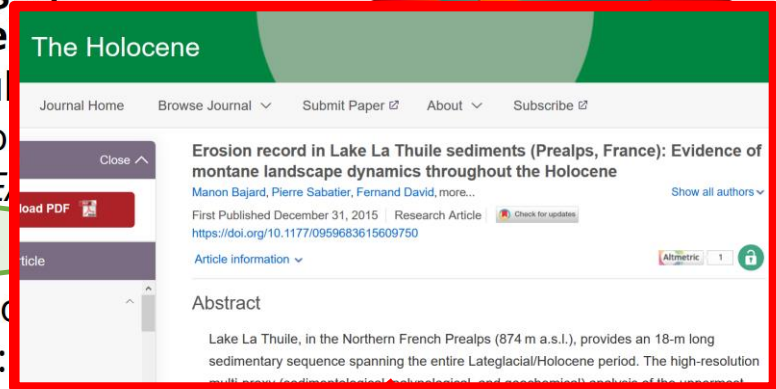 The Holocene
Journal Home Browse Journal Submit Paper About Subscribe
Close
load PDF
ticle
Erosion record in Lake La Thuile sediments (Prealps, France): Evidence of
montane landscape dynamics throughout the Holocene
Manon Bajard, Pierre Sabatier, Fernand David, more... Show all authors
First Published December 31, 2015 | Research Article | Check for updates
https://doi.org/10.1177/0959683615609750
Article information
Altmetric 1
Abstract
Lake La Thuile, in the Northern French Prealps (874 m a.s.l.), provides an 18-m long
sedimentary sequence spanning the entire Lateglacial/Holocene period. The high-resolution